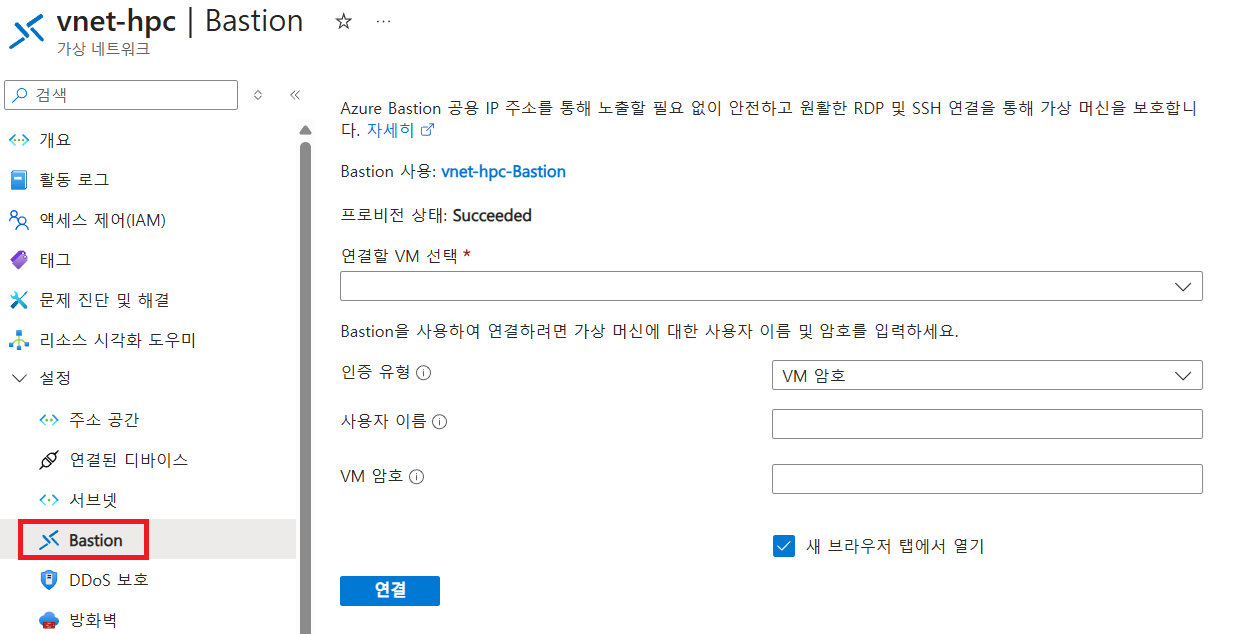 vnet-hpc | Bastion
가상 네트워크
검색
개요
활동 로그
액세스 제어(IAM)
태그
문제 진단 및 해결
리소스 시각화 도우미
설정
주소 공간
연결된 디바이스
서브넷
Bastion
DDoS 보호
방화벽
Azure Bastion 공용 IP 주소를 통해 노출할 필요 없이 안전하고 원활한 RDP 및 SSH 연결을 통해 가상 머신을 보호합니
다. 자세히
Bastion 사용: vnet-hpc-Bastion
프로비전 상태: Succeeded
연결할 VM 선택 *
Bastion을 사용하여 연결하려면 가상 머신에 대한 사용자 이름 및 암호를 입력하세요.
인증 유형
VM 암호
사용자 이름
VM 암호
새 브라우저 탭에서 열기
연결